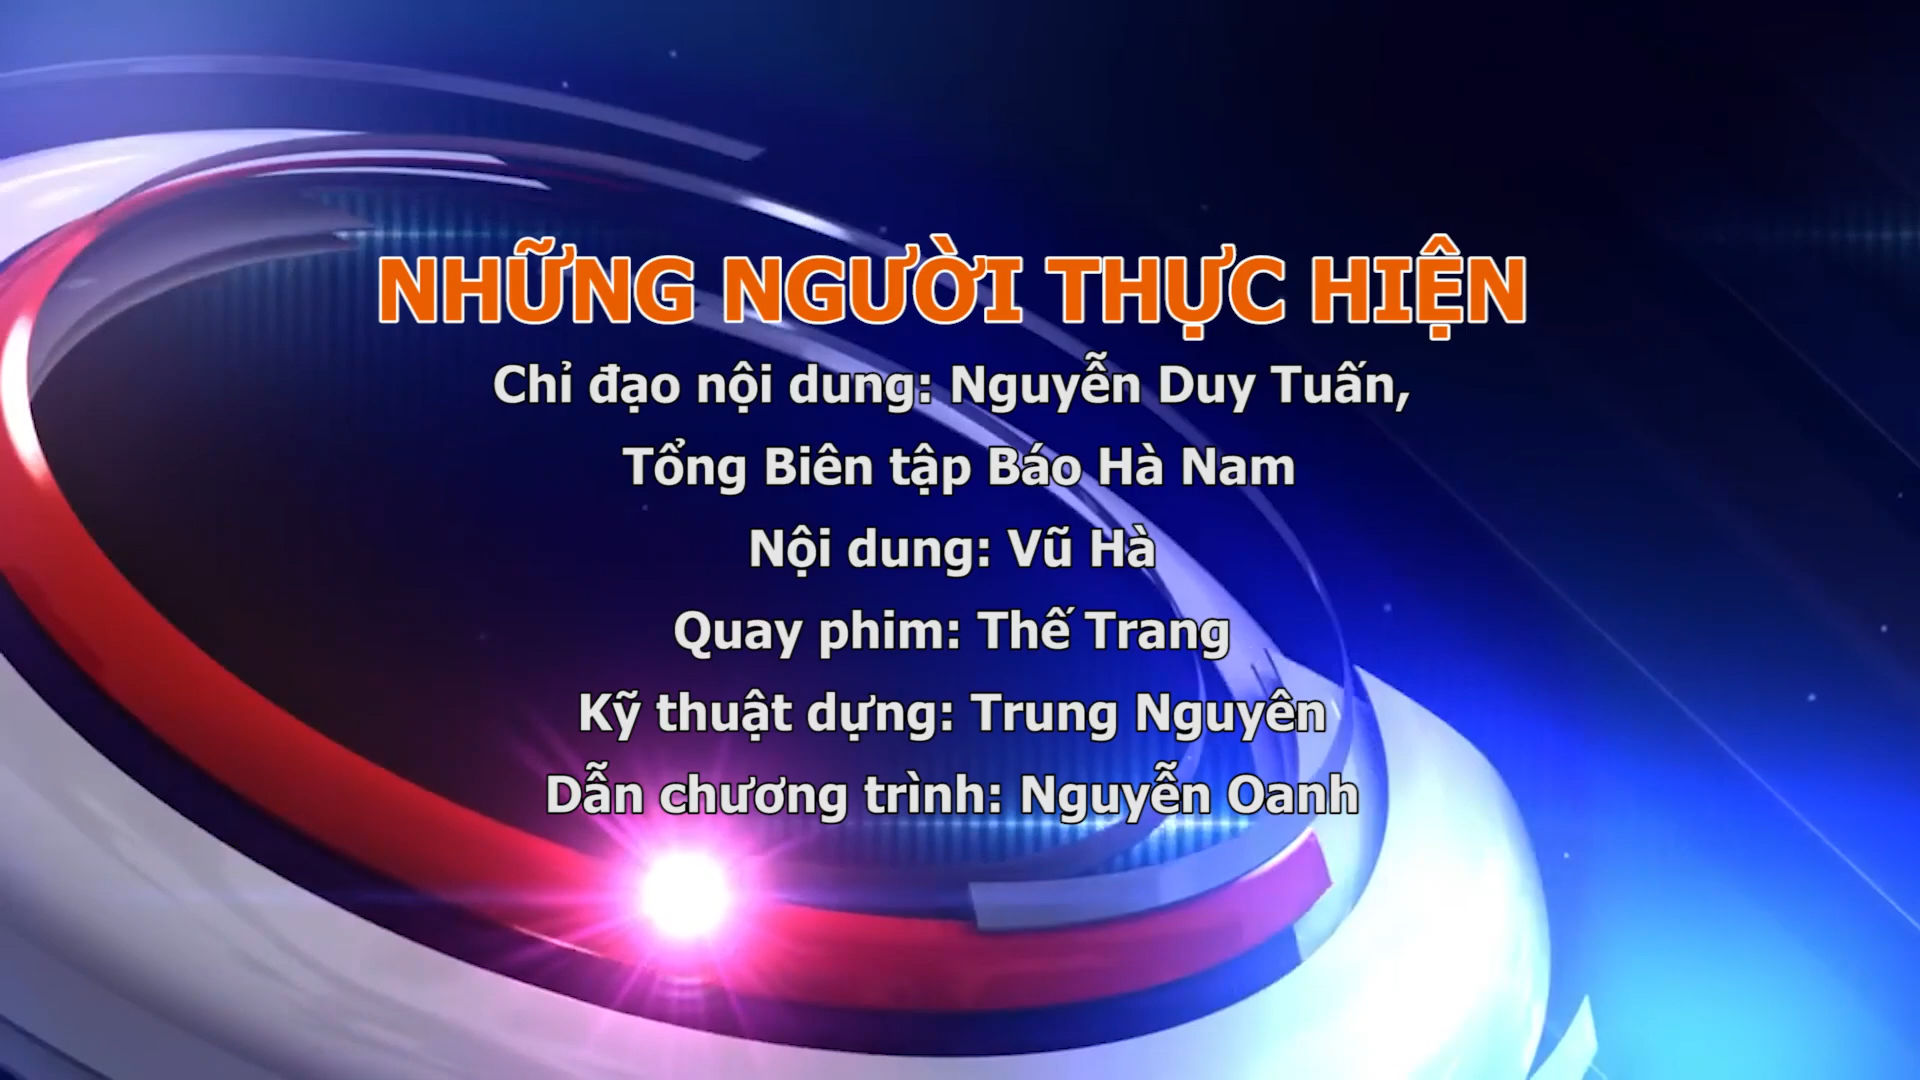 NHỮNG NGƯỜI THỰC HIỆN
Chỉ đạo nội dung: Nguyễn Duy Tuấn,
Tổng Biên tập Báo Hà Nam
Nội dung: Vũ Hà
Quay phim: Thế Trang
Kỹ thuật dựng: Trung Nguyên
Dẫn chương trình: Nguyễn Oanh